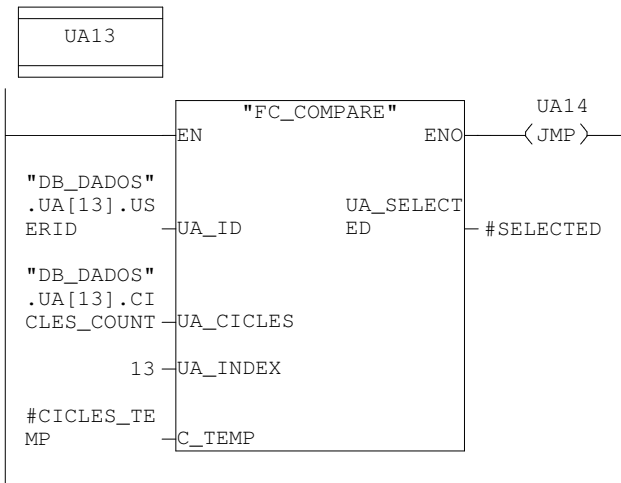 UA13
"FC_COMPARE"
UA14
EN
ENO
JMP
"DB_DADOS"
.UA[13].US
ERID
UA_ID
UA_SELECT
ED
#SELECTED
"DB_DADOS"
.UA[13].CI
CLES_COUNT
UA_CICLES
13
UA_INDEX
#CICLES_TE
MP
C_TEMP